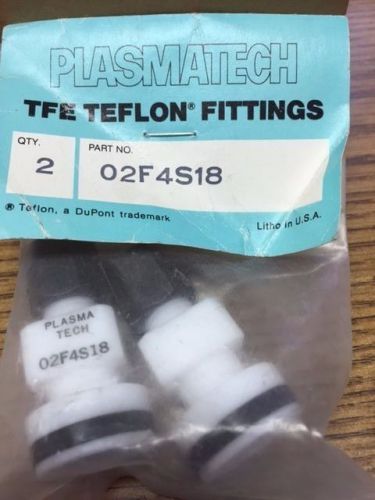 PLASMATECH
TFE TEFLON® FITTINGS
QTY. PART NO.
2 02F4S18
® Teflon, a DuPont trademark
Litho in U.S.A.
PLASMA
TECH
02F4S18